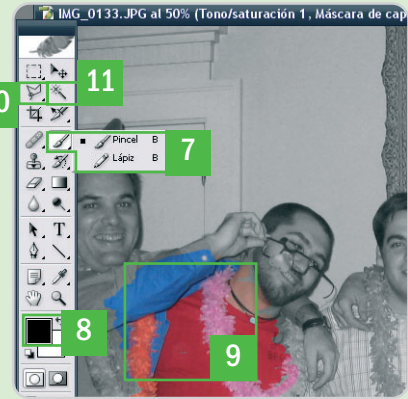 IMG_0133.JPG al 50% (Tono/saturación 1, Máscara de cap
11
0
Pincel B
7
Lápiz B
T
8
9